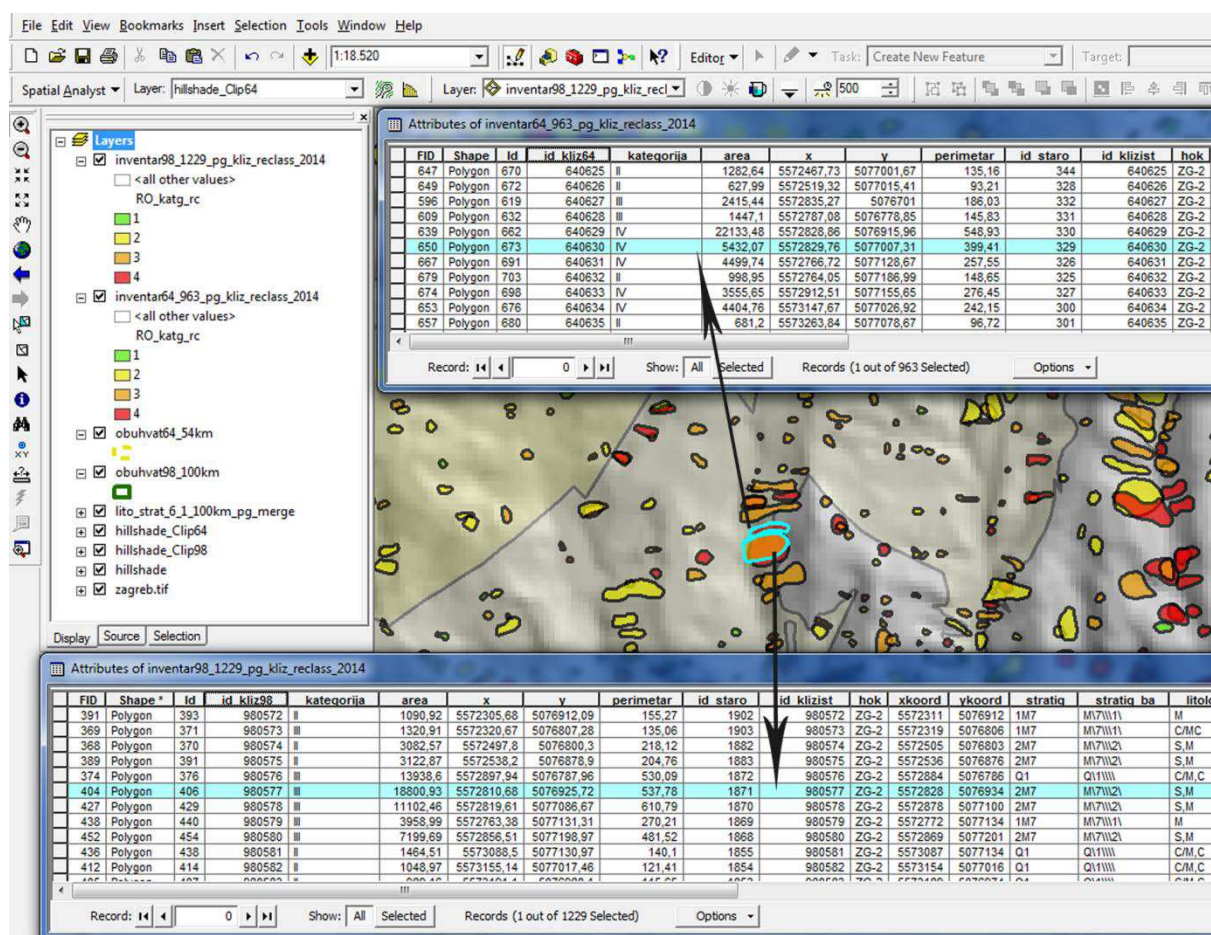 File Edit View Bookmarks Insert Selection Tools Window Help
1:18.520 Editor Task: Create New Feature Target:
Spatial Analyst Layer: hillshade_Clip64 Layer: inventar98_1229_pg_kliz_recl 500
Layers
inventar98_1229_pg_kliz_reclass_2014
<all other values>
RO_katg_rc
1
2
3
4
inventar64_963_pg_kliz_reclass_2014
<all other values>
RO_katg_rc
1
2
3
4
obuhvat64_54km
obuhvat98_100km
lito_strat_6_1_100km_pg_merge
hillshade_Clip64
hillshade_Clip98
hillshade
zagreb.tif
Display Source Selection
Attributes of inventar64_963_pg_kliz_reclass_2014
FID Shape Id id_kliz64 kategorija area x y perimetar id_staro id_klizist hok
647 Polygon 670 640625 II 1282,64 5572467,73 5077001,67 135,16 344 640625 ZG-2
649 Polygon 672 640626 II 627,99 5572519,32 5077015,41 93,21 328 640626 ZG-2
596 Polygon 619 640627 III 2415,44 5572835,27 5076701 186,03 332 640627 ZG-2
609 Polygon 632 640628 III 1447,1 5572787,08 5076778,85 145,83 331 640628 ZG-2
639 Polygon 662 640629 IV 22133,48 5572828,86 5076915,96 548,93 330 640629 ZG-2
650 Polygon 673 640630 IV 5432,07 5572829,76 5077007,31 399,41 329 640630 ZG-2
667 Polygon 691 640631 IV 4499,74 5572766,72 5077128,67 257,55 326 640631 ZG-2
679 Polygon 703 640632 II 998,95 5572764,05 5077186,99 148,65 325 640632 ZG-2
674 Polygon 698 640633 IV 3555,65 5572912,51 5077155,65 276,45 327 640633 ZG-2
653 Polygon 676 640634 IV 4404,76 5573147,67 5077026,92 242,15 300 640634 ZG-2
657 Polygon 680 640635 II 681,2 5573263,84 5077078,67 96,72 301 640635 ZG-2
Record: 0 Show: All Selected Records (1 out of 963 Selected) Options
Attributes of inventar98_1229_pg_kliz_reclass_2014
FID Shape * Id id_kliz98 kategorija area x y perimetar id_staro id_klizist hok xkoord ykoord stratig stratig_ba
391 Polygon 393 980572 II 1090,92 5572305,68 5076912,09 155,27 1902 980572 ZG-2 5572311 5076912 1M7 M\7\\\1\ M
369 Polygon 371 980573 III 1320,91 5572320,67 5076807,28 135,06 1903 980573 ZG-2 5572319 5076806 1M7 M\7\\\1\ C/MC
368 Polygon 370 980574 II 3082,57 5572497,8 5076800,3 218,12 1882 980574 ZG-2 5572505 5076803 2M7 M\7\\\2\ S,M
389 Polygon 391 980575 II 3122,87 5572538,2 5076878,9 204,76 1883 980575 ZG-2 5572536 5076876 2M7 M\7\\\2\ S,M
374 Polygon 376 980576 III 13938,6 5572897,94 5076787,96 530,09 1872 980576 ZG-2 5572884 5076786 Q1 Q\1\\\\ C/M,C
404 Polygon 406 980577 III 18800,93 5572810,68 5076925,72 537,78 1871 980577 ZG-2 5572828 5076934 2M7 M\7\\\2\ S,M
427 Polygon 429 980578 III 11102,46 5572819,61 5077086,67 610,79 1870 980578 ZG-2 5572878 5077100 2M7 M\7\\\2\ S,M
438 Polygon 440 980579 III 3958,99 5572763,38 5077131,31 270,21 1869 980579 ZG-2 5572772 5077134 1M7 M\7\\\1\ M
452 Polygon 454 980580 III 7199,69 5572856,51 5077198,97 481,52 1868 980580 ZG-2 5572869 5077201 2M7 M\7\\\2\ S,M
436 Polygon 438 980581 II 1464,51 5573088,5 5077130,97 140,1 1855 980581 ZG-2 5573087 5077134 Q1 Q\1\\\\ C/M,C
412 Polygon 414 980582 II 1048,97 5573155,14 5077017,46 121,41 1854 980582 ZG-2 5573154 5077016 Q1 Q\1\\\\ C/M,C
Record: 0 Show: All Selected Records (1 out of 1229 Selected) Options